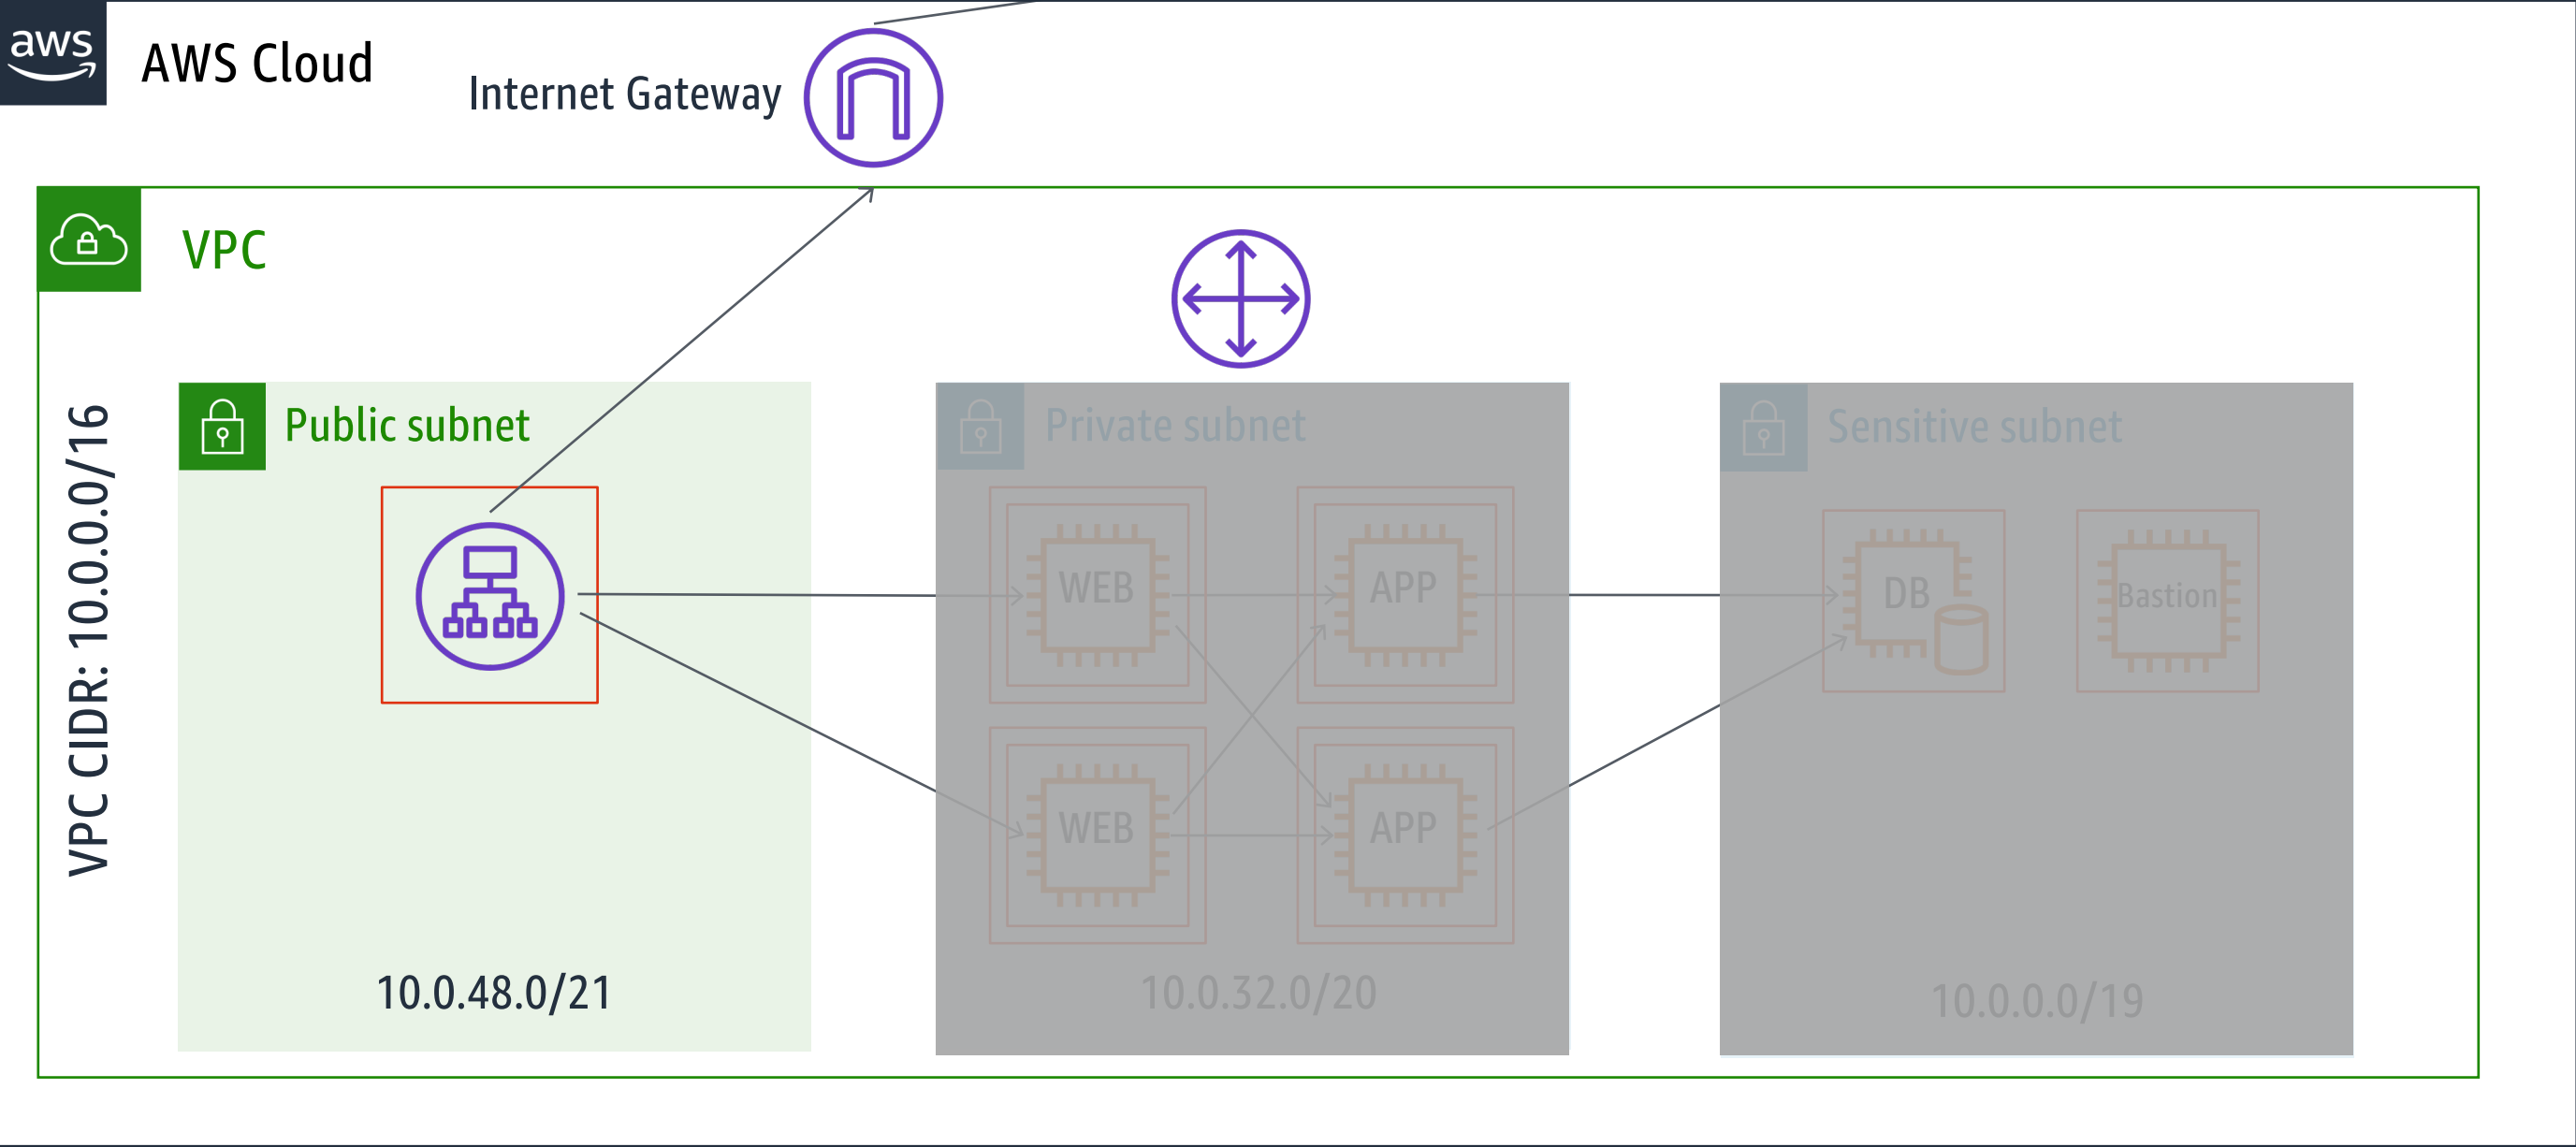 aws
AWS Cloud
Internet Gateway
VPC
VPC CIDR: 10.0.0.0/16
Public subnet
10.0.48.0/21
Private subnet
WEB
APP
WEB
APP
10.0.32.0/20
Sensitive subnet
DB
Bastion
10.0.0.0/19